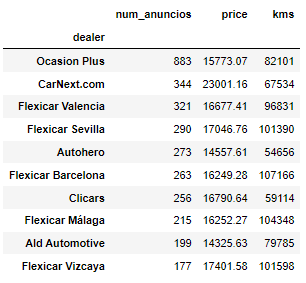 num_anuncios price kms
dealer
Ocasion Plus 883 15773.07 82101
CarNext.com 344 23001.16 67534
Flexicar Valencia 321 16677.41 96831
Flexicar Sevilla 290 17046.76 101390
Autohero 273 14557.61 54656
Flexicar Barcelona 263 16249.28 107166
Clicars 256 16790.64 59114
Flexicar Málaga 215 16252.27 104348
Ald Automotive 199 14325.63 79785
Flexicar Vizcaya 177 17401.58 101598